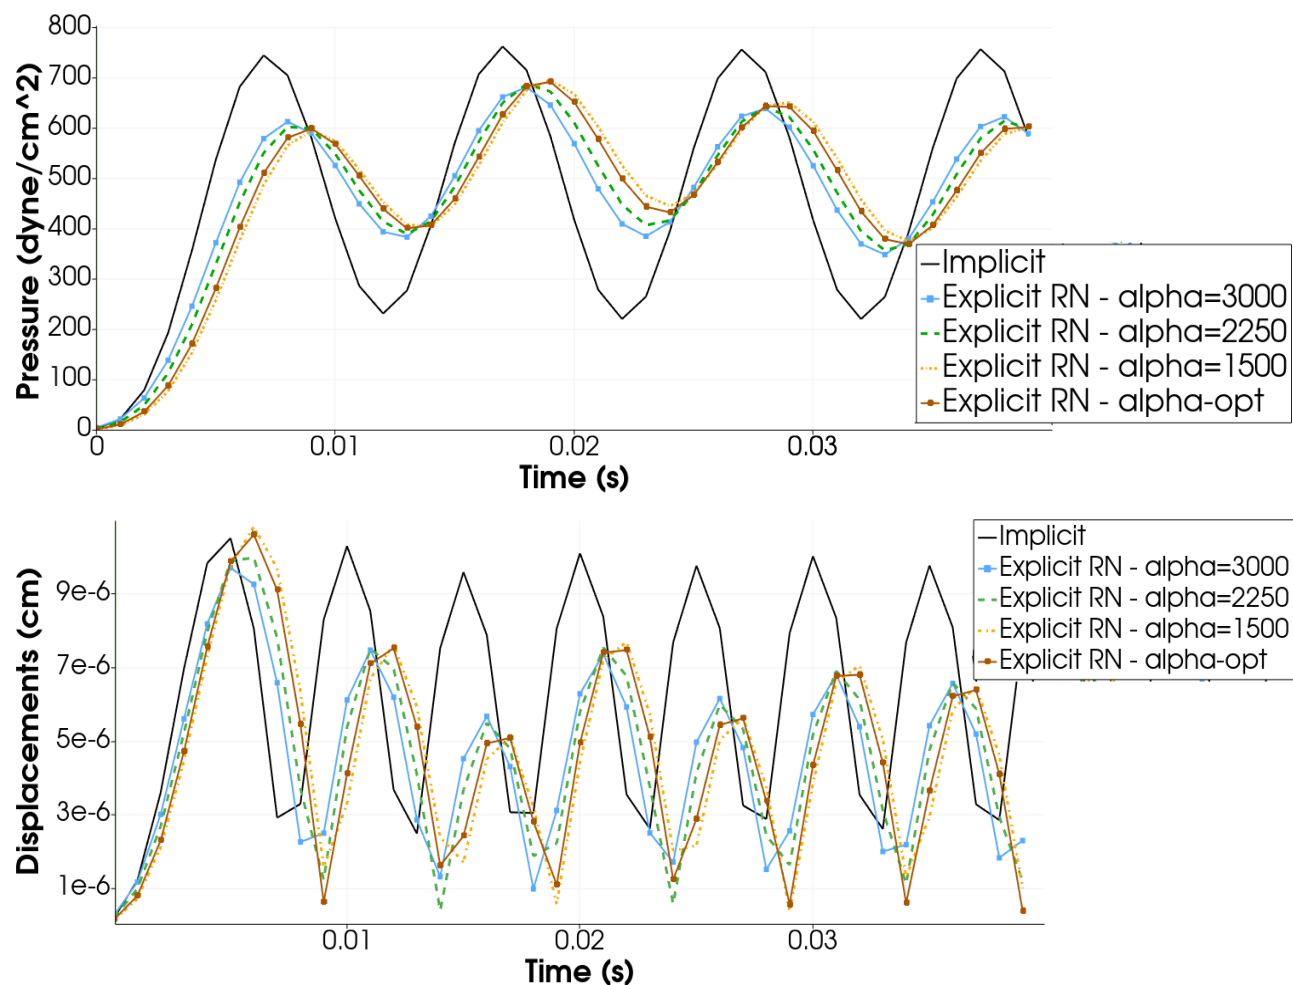 800
700
600
500
400
300
200
100
0
Pressure (dyne/cm^2)
0
0.01
0.02
0.03
Time (s)
Implicit
Explicit RN - alpha=3000
Explicit RN - alpha=2250
Explicit RN - alpha=1500
Explicit RN - alpha-opt
9e-6
7e-6
5e-6
3e-6
1e-6
Displacements (cm)
0.01
0.02
0.03
Time (s)
Implicit
Explicit RN - alpha=3000
Explicit RN - alpha=2250
Explicit RN - alpha=1500
Explicit RN - alpha-opt